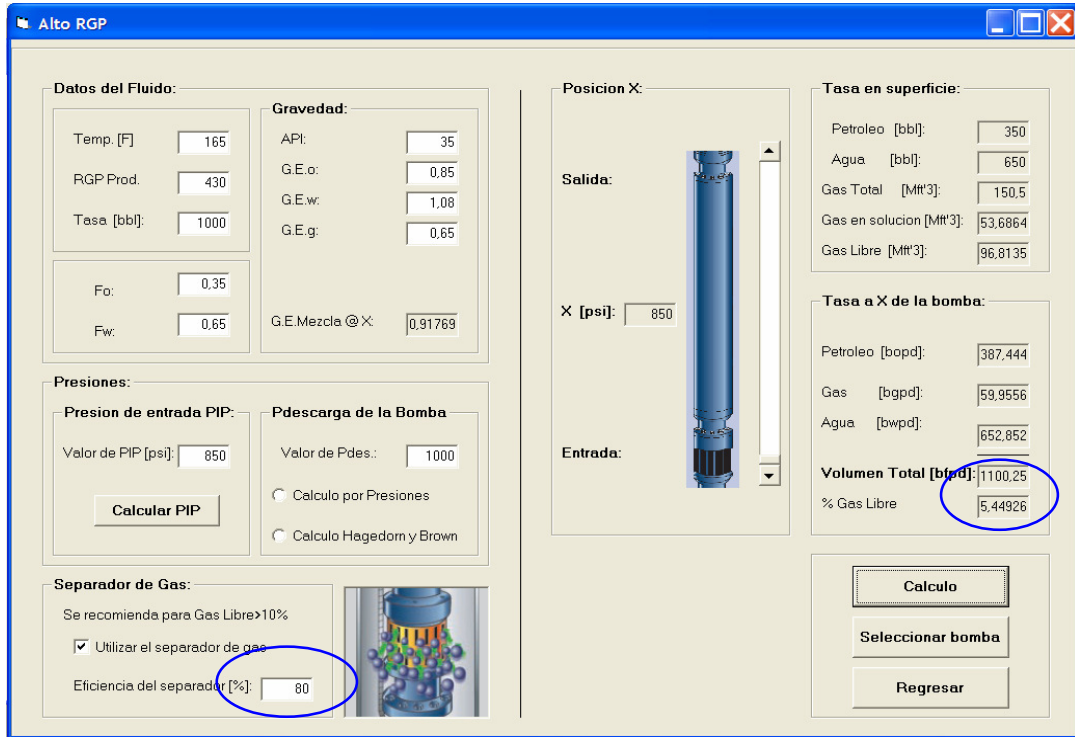 Alto RGP
Datos del Fluido:
Temp. [F] 165
RGP Prod. 430
Tasa [bbl]: 1000
Fo: 0,35
Fw: 0,65
Gravedad:
API: 35
G.E.o: 0,85
G.E.w: 1,08
G.E.g: 0,65
G.E.Mezcla @ X: 0,91769
Presiones:
Presion de entrada PIP:
Valor de PIP [psi]: 850
Calcular PIP
Pdescarga de la Bomba
Valor de Pdes.: 1000
Calculo por Presiones
Calculo Hagedorn y Brown
Separador de Gas:
Se recomienda para Gas Libre>10%
Utilizar el separador de gas
Eficiencia del separador [%]: 80
Posicion X:
Salida:
X [psi]: 850
Entrada:
Tasa en superficie:
Petroleo [bbl]: 350
Agua [bbl]: 650
Gas Total [Mft'3]: 150,5
Gas en solucion [Mft'3]: 53,6864
Gas Libre [Mft'3]: 96,8135
Tasa a X de la bomba:
Petroleo [bopd]: 387,444
Gas [bgpd]: 59,9556
Agua [bwpd]: 652,852
Volumen Total [bfpd]: 1100,25
% Gas Libre 5,44926
Calculo
Seleccionar bomba
Regresar